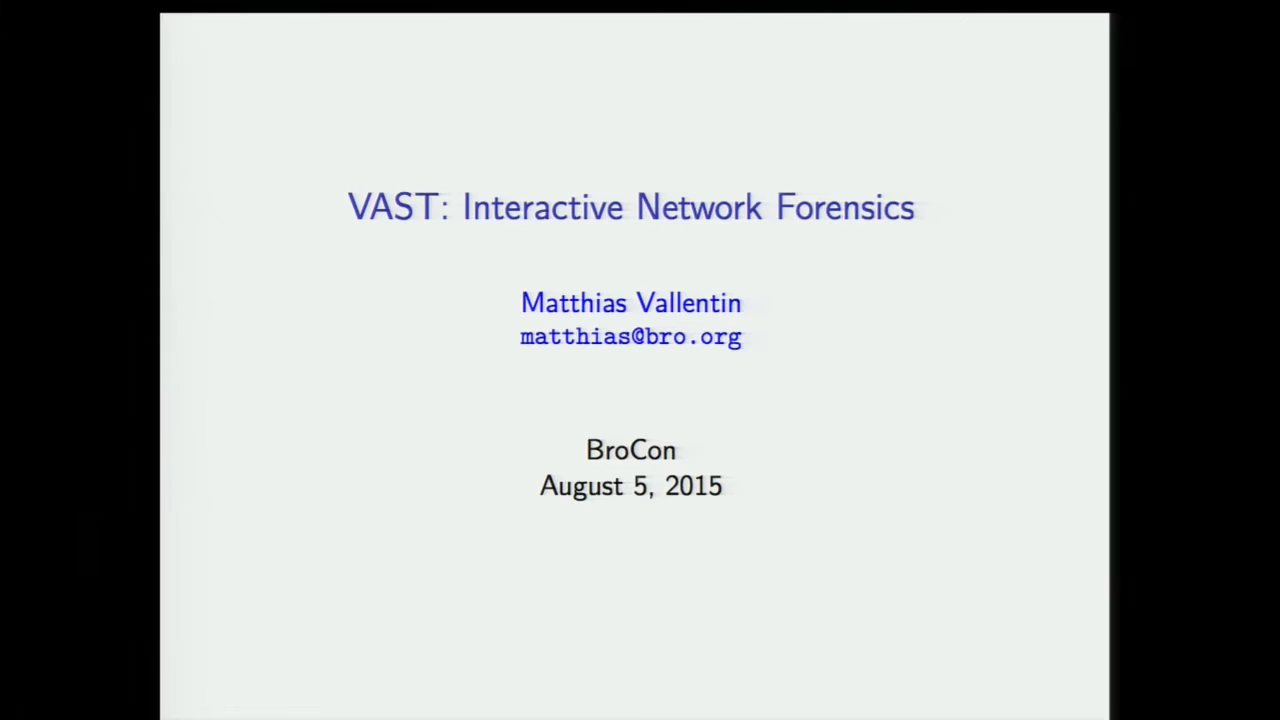 VAST: Interactive Network Forensics
Matthias Vallentin
matthias@bro.org
BroCon
August 5, 2015